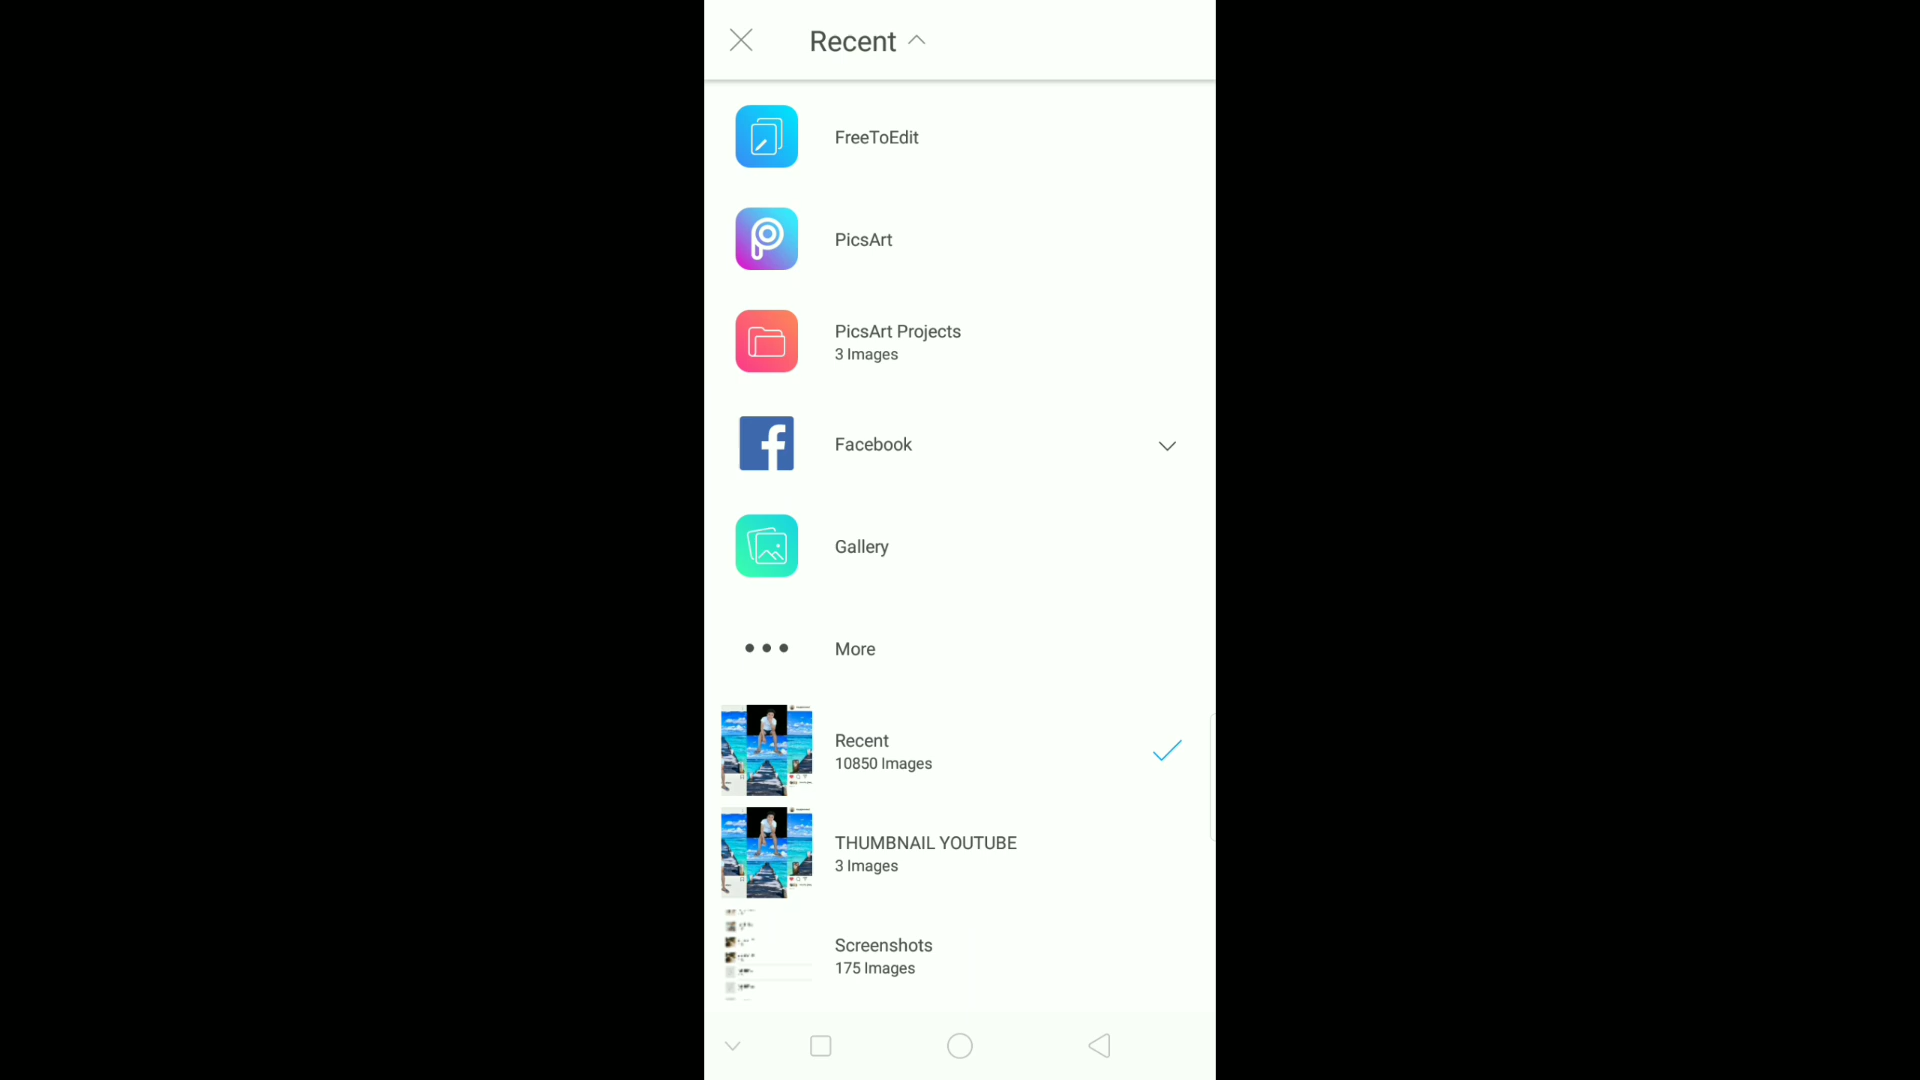 Recent
FreeToEdit
PicsArt
PicsArt Projects
3 Images
Facebook
Gallery
More
Recent
10850 Images
THUMBNAIL YOUTUBE
3 Images
Screenshots
175 Images